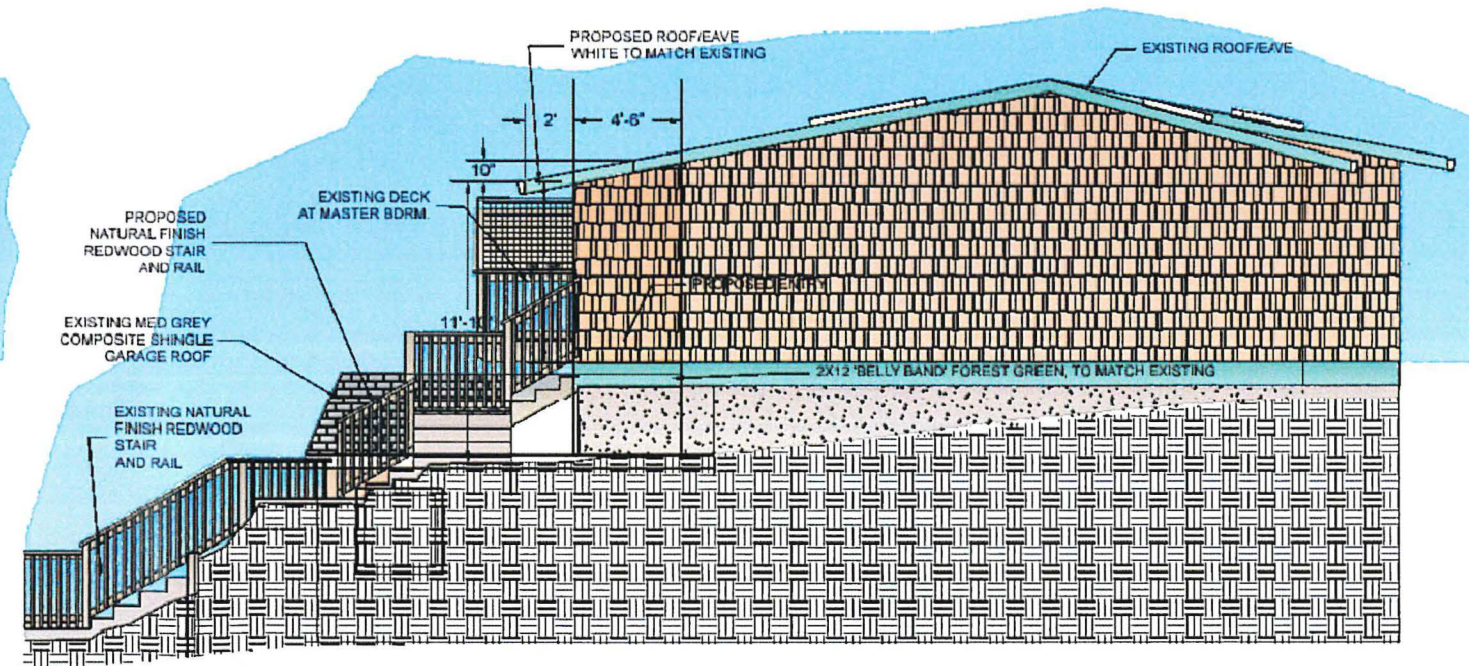 PROPOSED ROOF/EAVE
WHITE TO MATCH EXISTING
EXISTING ROOF/EAVE
2'
4'-6"
10"
EXISTING DECK
AT MASTER BDRM.
PROPOSED
NATURAL FINISH
REDWOOD STAIR
AND RAIL
PROPOSED ENTRY
EXISTING MED GREY
COMPOSITE SHINGLE
GARAGE ROOF
2X12 'BELLY BAND' FOREST GREEN, TO MATCH EXISTING
EXISTING NATURAL
FINISH REDWOOD
STAIR
AND RAIL